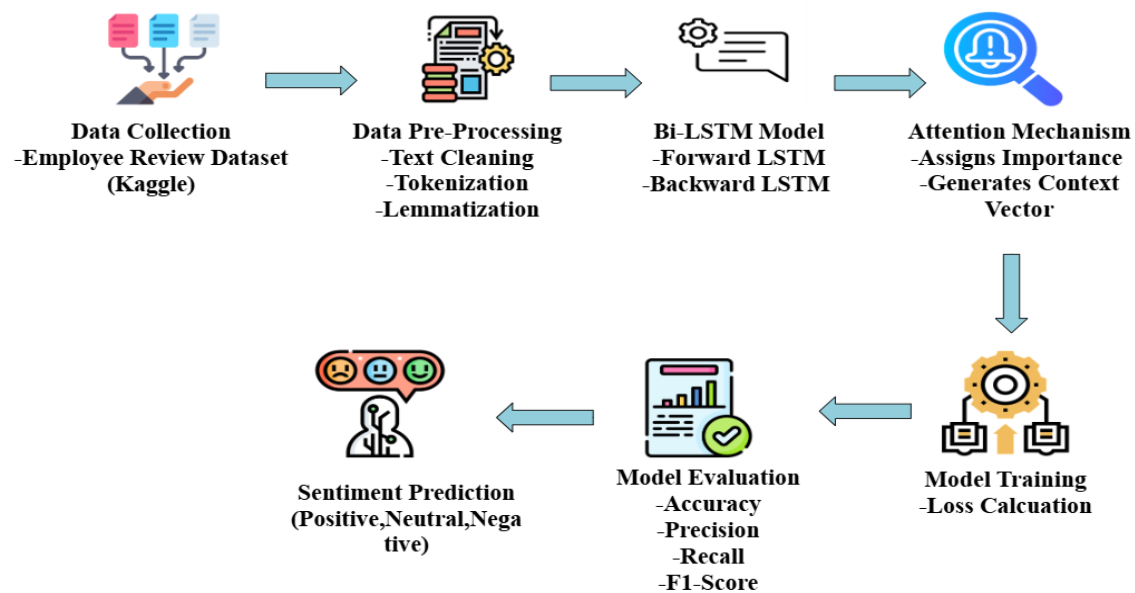 Data Collection
-Employee Review Dataset
(Kaggle)
Data Pre-Processing
-Text Cleaning
-Tokenization
-Lemmatization
Bi-LSTM Model
-Forward LSTM
-Backward LSTM
Attention Mechanism
-Assigns Importance
-Generates Context
Vector
Model Training
-Loss Calcuation
Model Evaluation
-Accuracy
-Precision
-Recall
-F1-Score
Sentiment Prediction
(Positive,Neutral,Nega
tive)